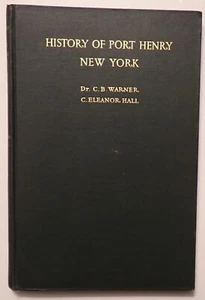 HISTORY OF PORT HENRY
NEW YORK
Dr. C. B. WARNER
C. ELEANOR HALL